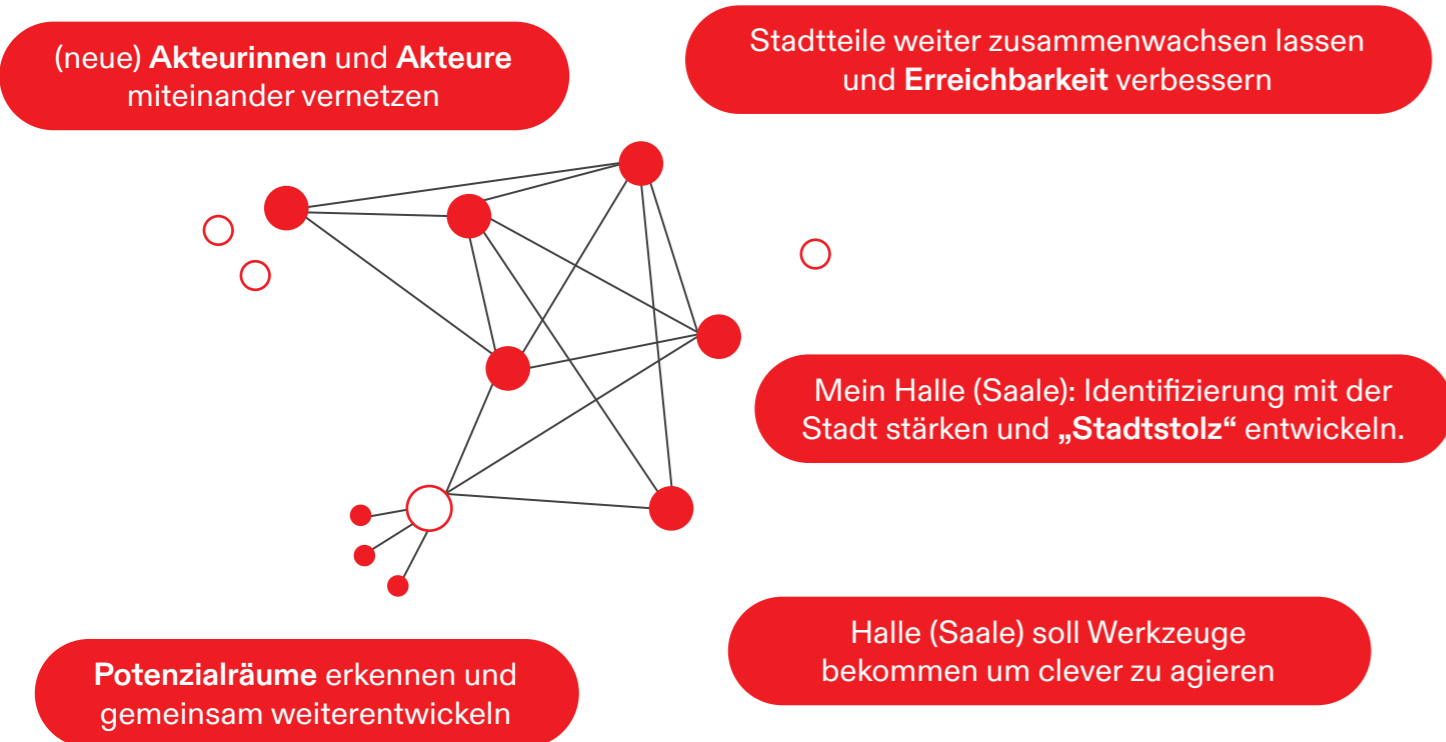 (neue) Akteurinnen und Akteure
miteinander vernetzen
Stadtteile weiter zusammenwachsen lassen
und Erreichbarkeit verbessern
Mein Halle (Saale): Identifizierung mit der
Stadt stärken und „Stadtstolz“ entwickeln.
Halle (Saale) soll Werkzeuge
bekommen um clever zu agieren
Potenzialräume erkennen und
gemeinsam weiterentwickeln